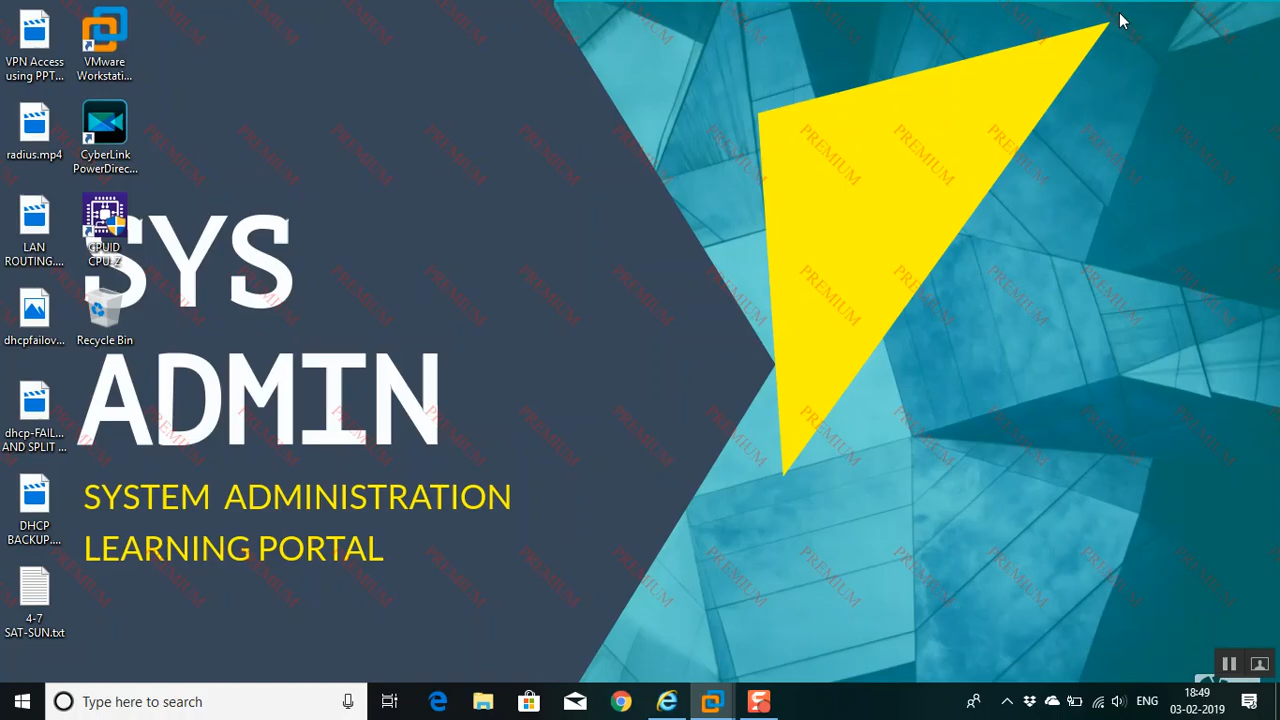 VPN Access
using PPT...
VMware
Workstati...
radius.mp4
CyberLink
PowerDirec...
LAN
ROUTING....
CPUID
CPU-Z
dhcpfailov...
Recycle Bin
dhcp-FAIL...
AND SPLIT ...
DHCP
BACKUP....
4-7
SAT-SUN.txt
SYS
ADMIN
SYSTEM ADMINISTRATION
LEARNING PORTAL
PREMIUM
Type here to search
ENG
18:49
03-02-2019